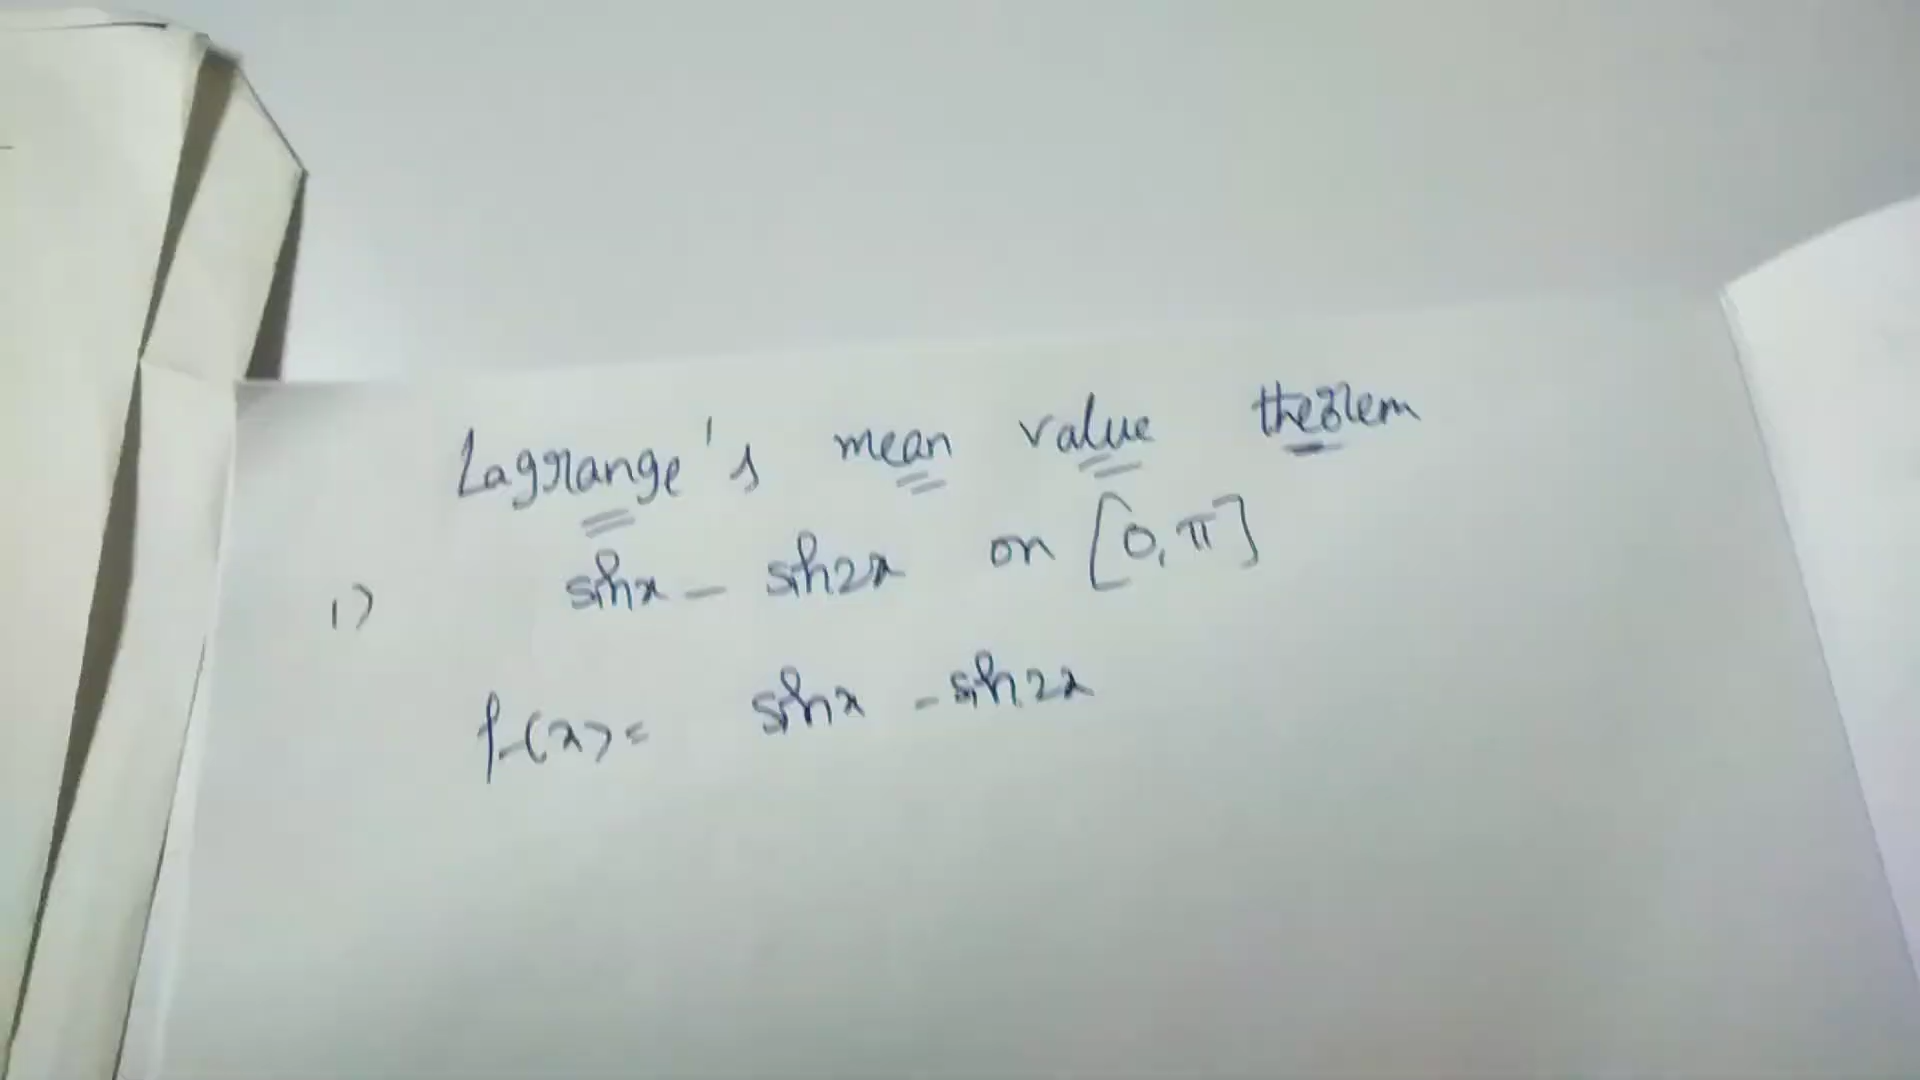 Lagrange's mean value theorem
1) sinx - sin2x on [0, π]
f(x) = sinx - sin2x